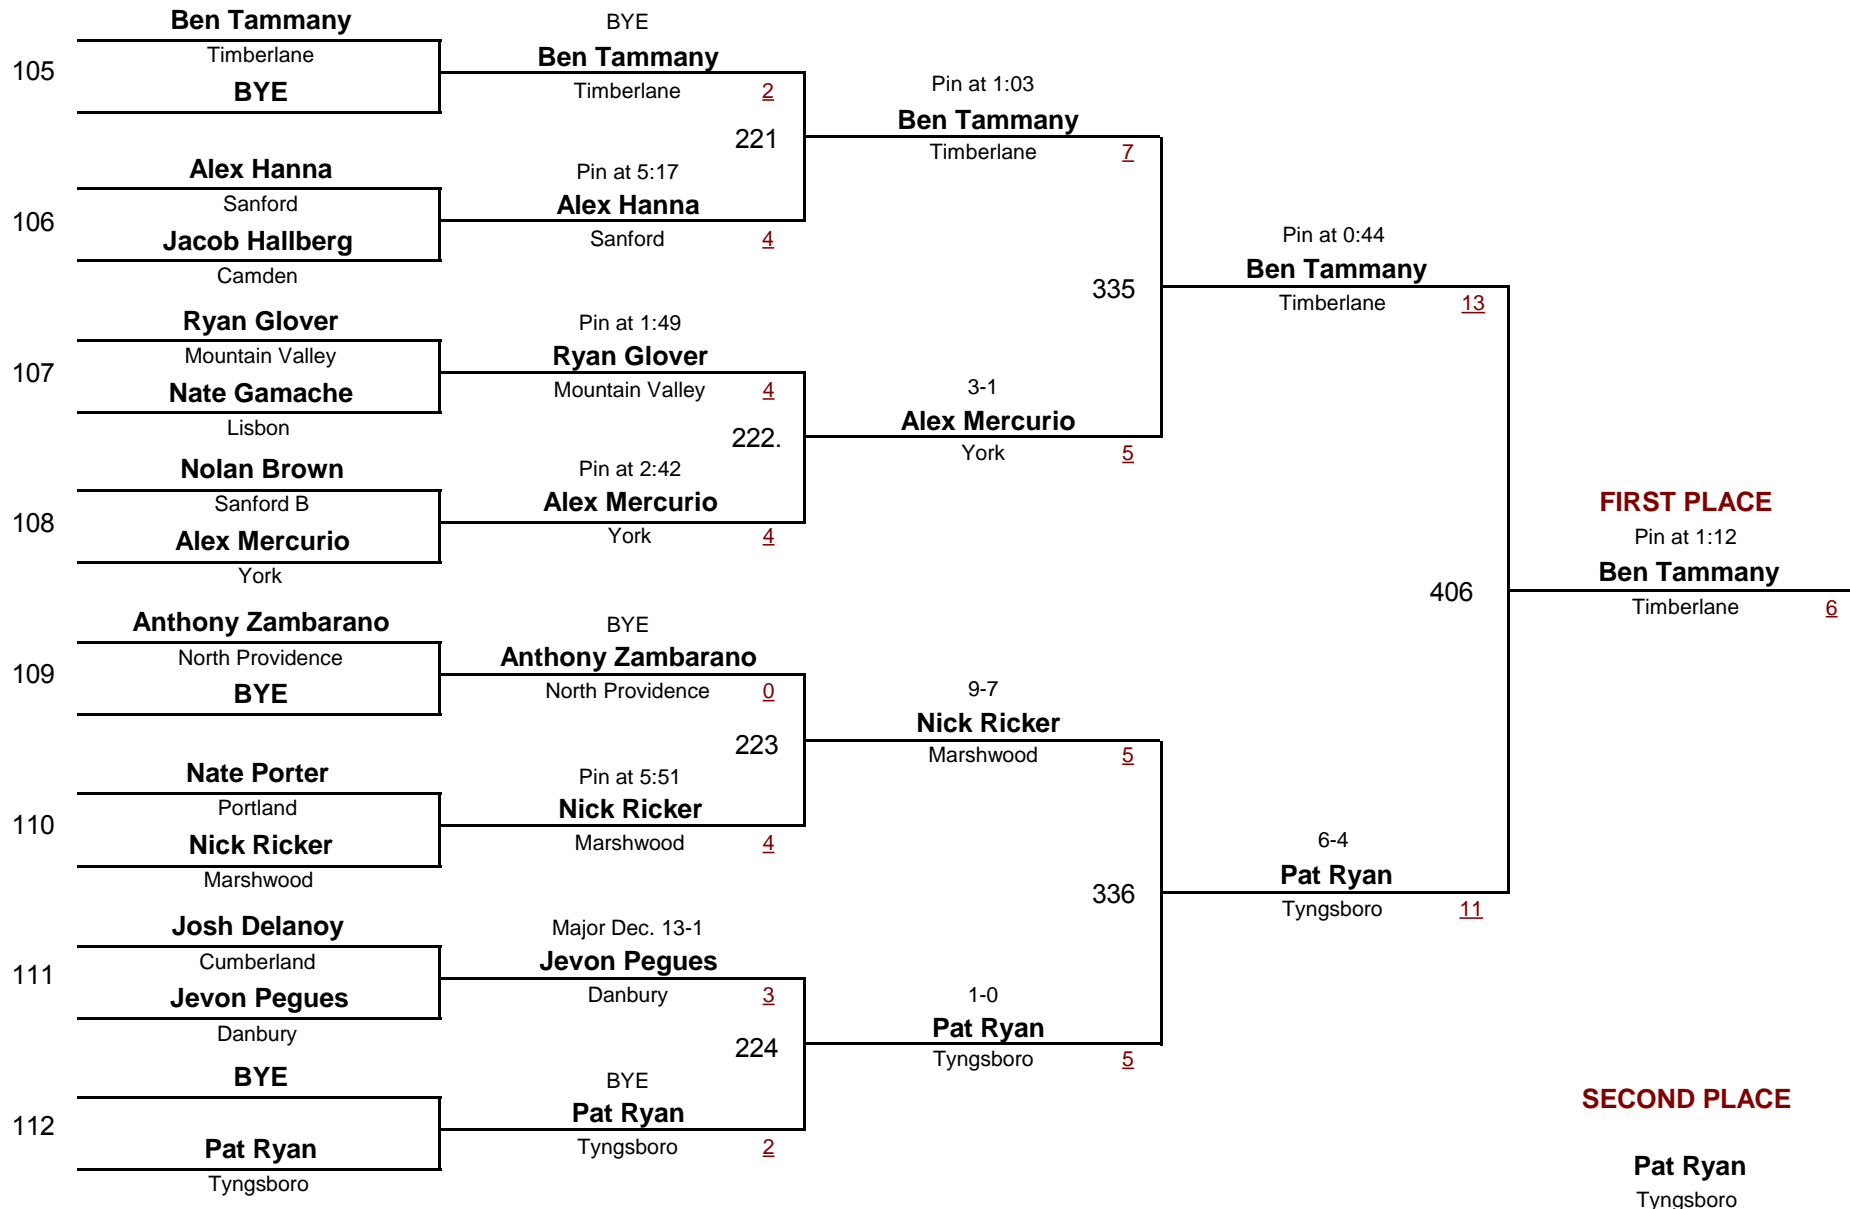 Ben Tammany
Timberlane
105
BYE
Alex Hanna
Sanford
106
Jacob Hallberg
Camden
Ryan Glover
Mountain Valley
107
Nate Gamache
Lisbon
Nolan Brown
Sanford B
108
Alex Mercurio
York
Anthony Zambarano
North Providence
109
BYE
Nate Porter
Portland
110
Nick Ricker
Marshwood
Josh Delanoy
Cumberland
111
Jevon Pegues
Danbury
BYE
112
Pat Ryan
Tyngsboro
BYE
Ben Tammany
Timberlane 2
221
Pin at 5:17
Alex Hanna
Sanford 4
Pin at 1:49
Ryan Glover
Mountain Valley 4
222.
Pin at 2:42
Alex Mercurio
York 4
BYE
Anthony Zambarano
North Providence 0
223
Pin at 5:51
Nick Ricker
Marshwood 4
Major Dec. 13-1
Jevon Pegues
Danbury 3
224
BYE
Pat Ryan
Tyngsboro 2
Pin at 1:03
Ben Tammany
Timberlane 7
335
3-1
Alex Mercurio
York 5
9-7
Nick Ricker
Marshwood 5
336
1-0
Pat Ryan
Tyngsboro 5
Pin at 0:44
Ben Tammany
Timberlane 13
406
6-4
Pat Ryan
Tyngsboro 11
FIRST PLACE
Pin at 1:12
Ben Tammany
Timberlane 6
SECOND PLACE
Pat Ryan
Tyngsboro